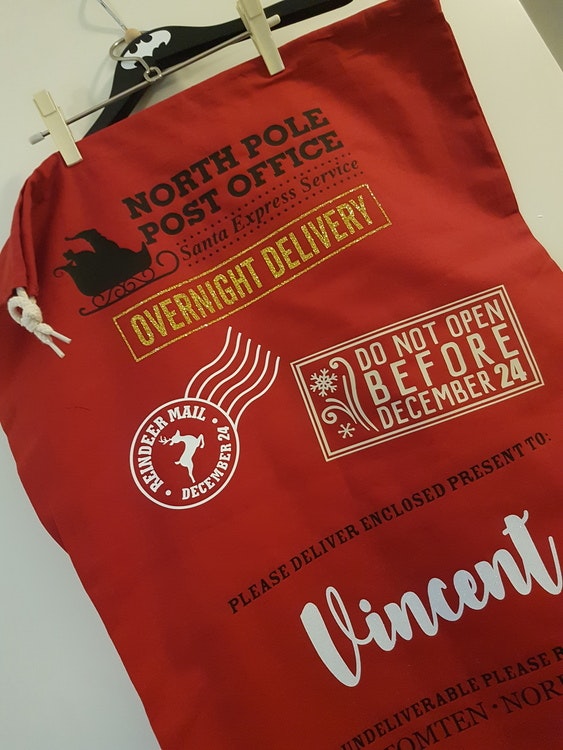 NORTH POLE
POST OFFICE
Santa Express Service
OVERNIGHT DELIVERY
DO NOT OPEN
BEFORE
DECEMBER 24
REINDEER MAIL
DECEMBER 24
PLEASE DELIVER ENCLOSED PRESENT TO:
Vincent
UNDELIVERABLE PLEASE